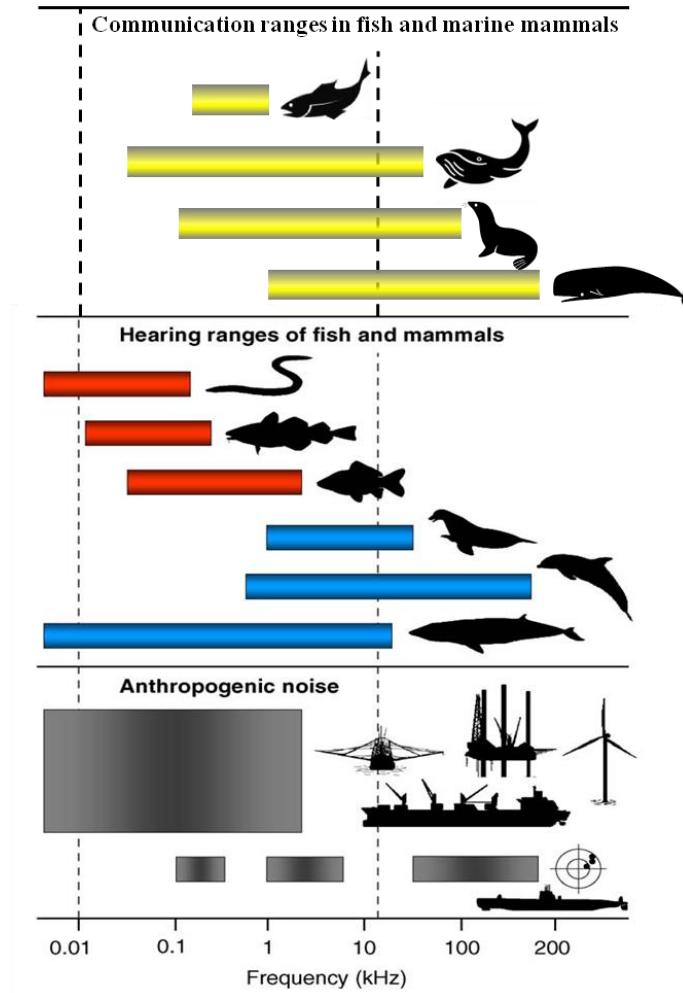 Communication ranges in fish and marine mammals
Hearing ranges of fish and mammals
Anthropogenic noise
0.01 0.1 1 10 100 200
Frequency (kHz)